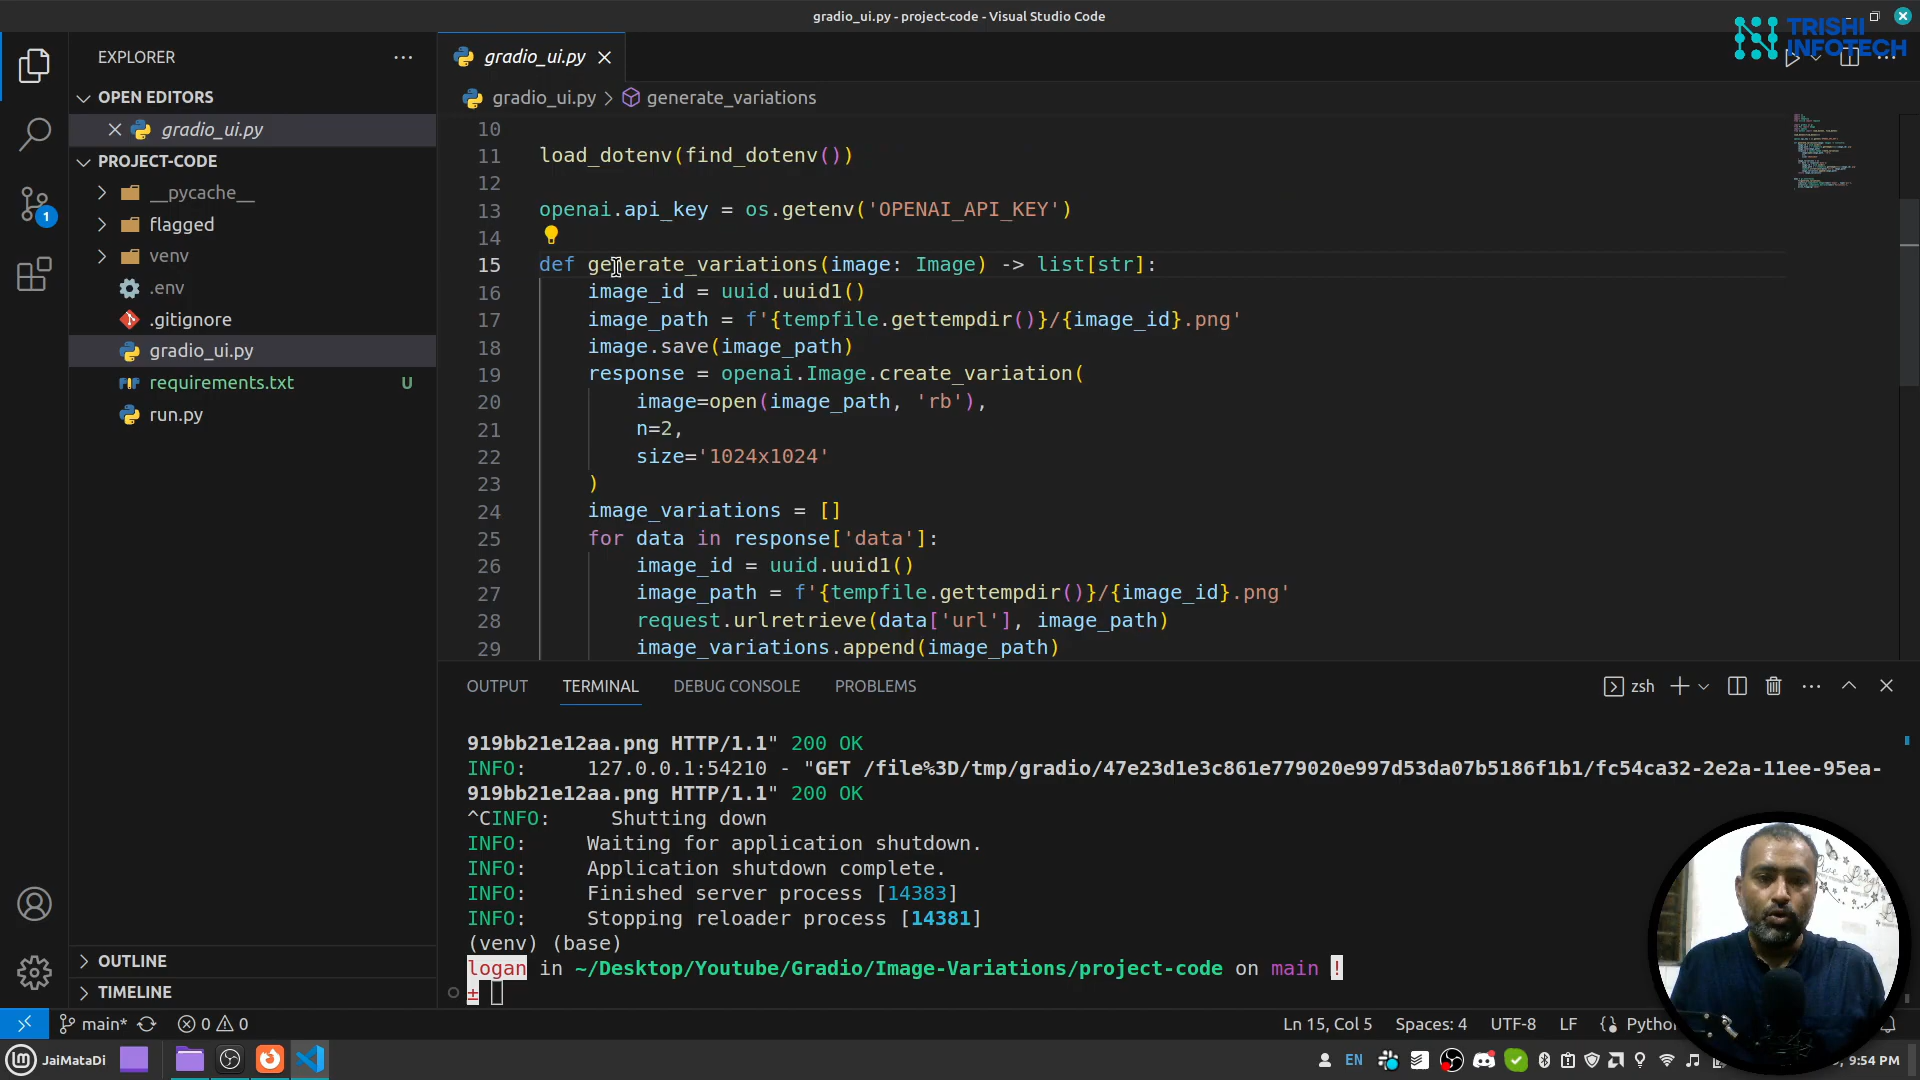 gradio_ui.py - project-code - Visual Studio Code
TRISHI
INFOTECH
EXPLORER
OPEN EDITORS
gradio_ui.py
PROJECT-CODE
__pycache__
flagged
venv
.env
.gitignore
gradio_ui.py
requirements.txt U
run.py
OUTLINE
TIMELINE
gradio_ui.py
gradio_ui.py > generate_variations
10
11 load_dotenv(find_dotenv())
12
13 openai.api_key = os.getenv('OPENAI_API_KEY')
14
15 def generate_variations(image: Image) -> list[str]:
16 image_id = uuid.uuid1()
17 image_path = f'{tempfile.gettempdir()}/{image_id}.png'
18 image.save(image_path)
19 response = openai.Image.create_variation(
20 image=open(image_path, 'rb'),
21 n=2,
22 size='1024x1024'
23 )
24 image_variations = []
25 for data in response['data']:
26 image_id = uuid.uuid1()
27 image_path = f'{tempfile.gettempdir()}/{image_id}.png'
28 request.urlretrieve(data['url'], image_path)
29 image_variations.append(image_path)
OUTPUT TERMINAL DEBUG CONSOLE PROBLEMS
zsh
919bb21e12aa.png HTTP/1.1" 200 OK
INFO: 127.0.0.1:54210 - "GET /file%3D/tmp/gradio/47e23d1e3c861e779020e997d53da07b5186f1b1/fc54ca32-2e2a-11ee-95ea-
919bb21e12aa.png HTTP/1.1" 200 OK
^CINFO: Shutting down
INFO: Waiting for application shutdown.
INFO: Application shutdown complete.
INFO: Finished server process [14383]
INFO: Stopping reloader process [14381]
(venv) (base)
logan in ~/Desktop/Youtube/Gradio/Image-Variations/project-code on main !
±
main* 0 0
Ln 15, Col 5 Spaces: 4 UTF-8 LF
JaiMataDi
EN
9:54 PM
1